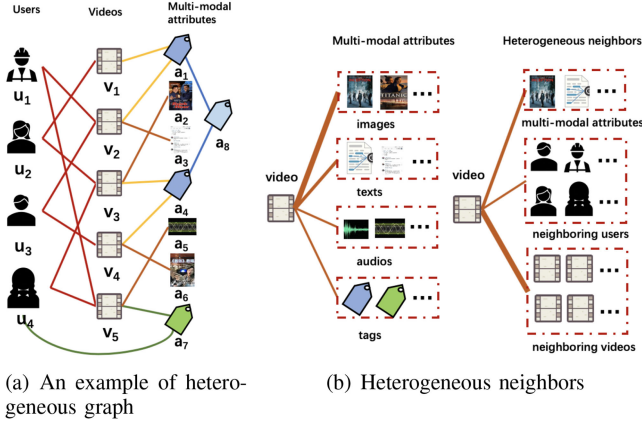 Users
Videos
Multi-modal
attributes
u1
u2
u3
u4
v1
v2
v3
v4
v5
a1
a2
a3
a4
a5
a6
a7
a8
(a) An example of hetero-
geneous graph
Multi-modal attributes
video
images
texts
audios
tags
Heterogeneous neighbors
video
multi-modal attributes
neighboring users
neighboring videos
(b) Heterogeneous neighbors